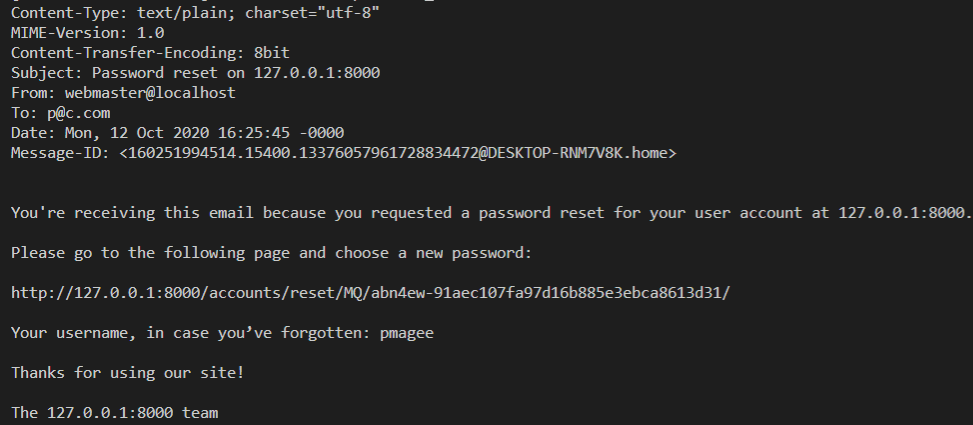 Content-Type: text/plain; charset="utf-8"
MIME-Version: 1.0
Content-Transfer-Encoding: 8bit
Subject: Password reset on 127.0.0.1:8000
From: webmaster@localhost
To: p@c.com
Date: Mon, 12 Oct 2020 16:25:45 -0000
Message-ID: <160251994514.15400.13376057961728834472@DESKTOP-RNM7V8K.home>
You're receiving this email because you requested a password reset for your user account at 127.0.0.1:8000.
Please go to the following page and choose a new password:
http://127.0.0.1:8000/accounts/reset/MQ/abn4ew-91aec107fa97d16b885e3ebca8613d31/
Your username, in case you’ve forgotten: pmagee
Thanks for using our site!
The 127.0.0.1:8000 team